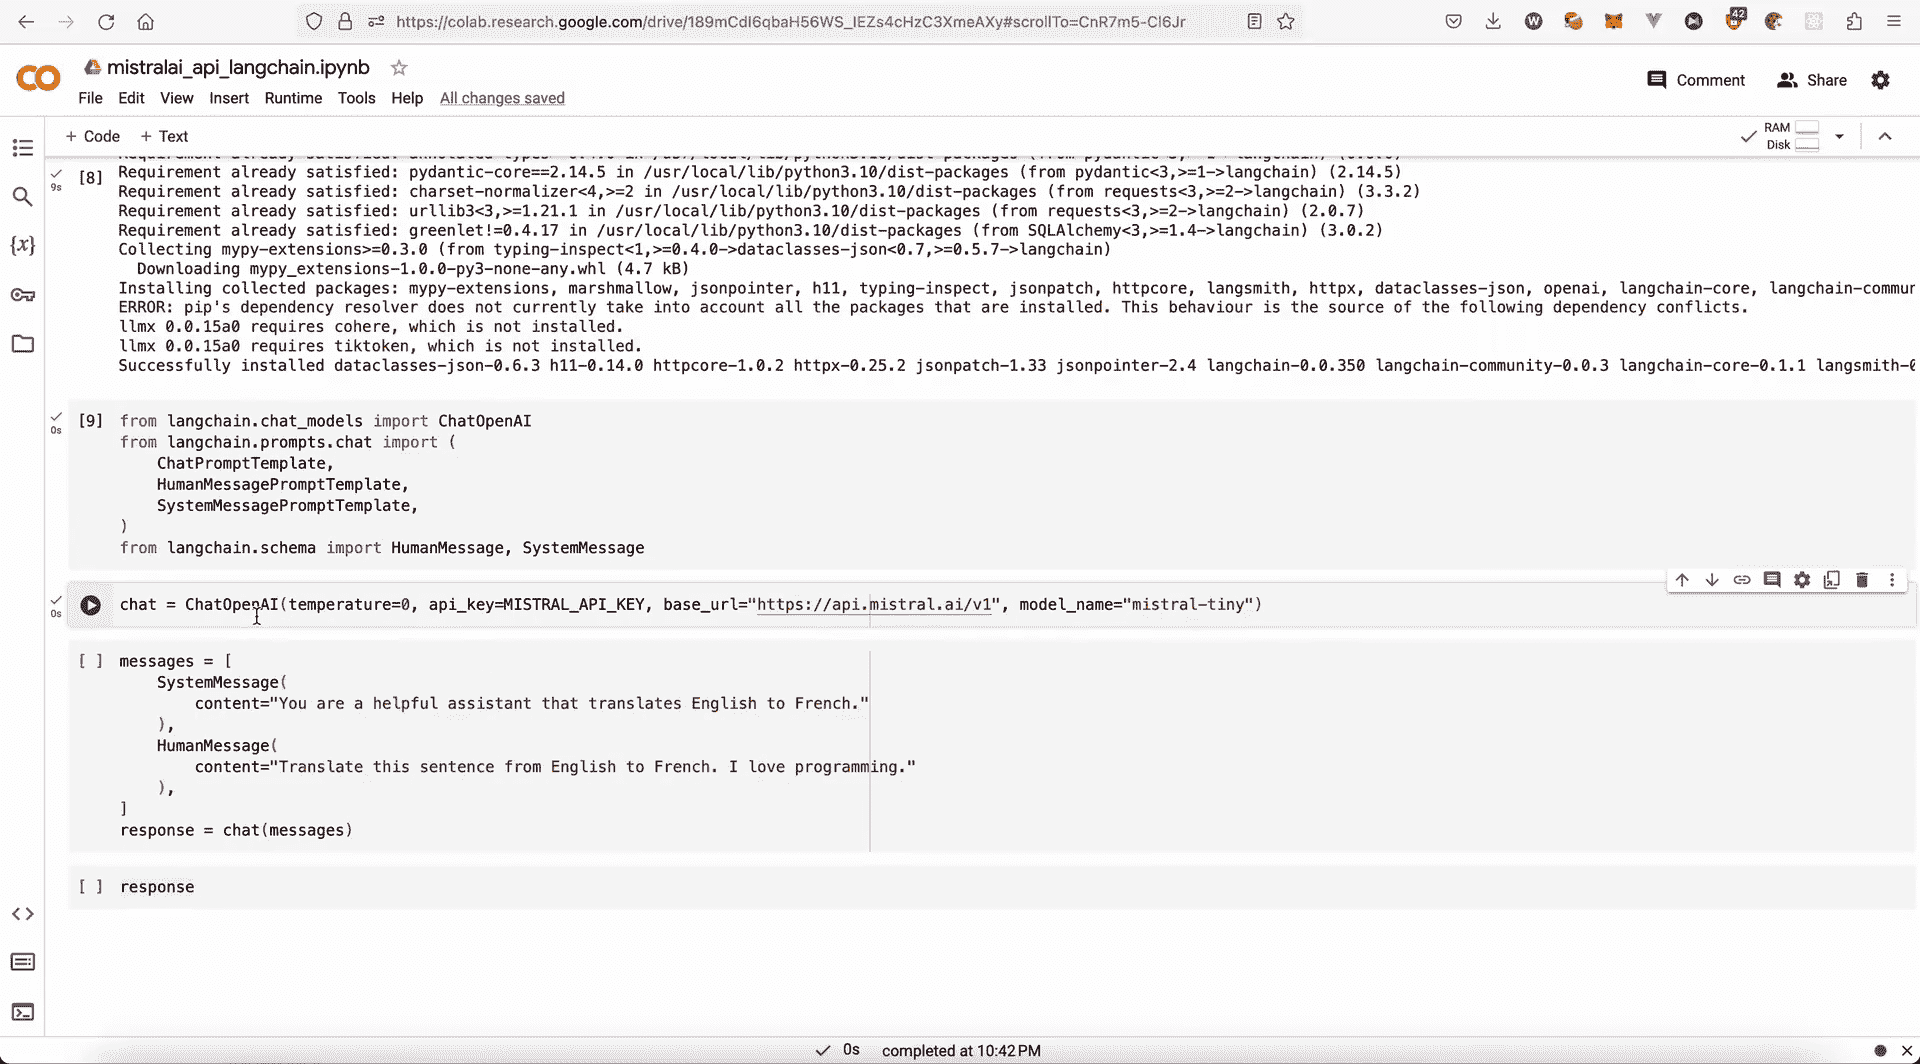 https://colab.research.google.com/drive/189mCdI6qbaH56WS_IEZs4cHzC3XmeAXy#scrollTo=CnR7m5-Cl6Jr
42
mistralai_api_langchain.ipynb
Comment
Share
File Edit View Insert Runtime Tools Help All changes saved
+ Code + Text
RAM
Disk
Requirement already satisfied: pydantic-core==2.14.5 in /usr/local/lib/python3.10/dist-packages (from pydantic<3,>=1->langchain) (2.14.5)
[8]
9s
Requirement already satisfied: charset-normalizer<4,>=2 in /usr/local/lib/python3.10/dist-packages (from requests<3,>=2->langchain) (3.3.2)
Requirement already satisfied: urllib3<3,>=1.21.1 in /usr/local/lib/python3.10/dist-packages (from requests<3,>=2->langchain) (2.0.7)
Requirement already satisfied: greenlet!=0.4.17 in /usr/local/lib/python3.10/dist-packages (from SQLAlchemy<3,>=1.4->langchain) (3.0.2)
Collecting mypy-extensions>=0.3.0 (from typing-inspect<1,>=0.4.0->dataclasses-json<0.7,>=0.5.7->langchain)
Downloading mypy_extensions-1.0.0-py3-none-any.whl (4.7 kB)
Installing collected packages: mypy-extensions, marshmallow, jsonpointer, h11, typing-inspect, jsonpatch, httpcore, langsmith, httpx, dataclasses-json, openai, langchain-core, langchain-commun
ERROR: pip's dependency resolver does not currently take into account all the packages that are installed. This behaviour is the source of the following dependency conflicts.
llmx 0.0.15a0 requires cohere, which is not installed.
llmx 0.0.15a0 requires tiktoken, which is not installed.
Successfully installed dataclasses-json-0.6.3 h11-0.14.0 httpcore-1.0.2 httpx-0.25.2 jsonpatch-1.33 jsonpointer-2.4 langchain-0.0.350 langchain-community-0.0.3 langchain-core-0.1.1 langsmith-0
[9] from langchain.chat_models import ChatOpenAI
0s
from langchain.prompts.chat import (
ChatPromptTemplate,
HumanMessagePromptTemplate,
SystemMessagePromptTemplate,
)
from langchain.schema import HumanMessage, SystemMessage
chat = ChatOpenAI(temperature=0, api_key=MISTRAL_API_KEY, base_url="https://api.mistral.ai/v1", model_name="mistral-tiny")
0s
[ ] messages = [
SystemMessage(
content="You are a helpful assistant that translates English to French."
),
HumanMessage(
content="Translate this sentence from English to French. I love programming."
),
]
response = chat(messages)
[ ] response
0s completed at 10:42 PM